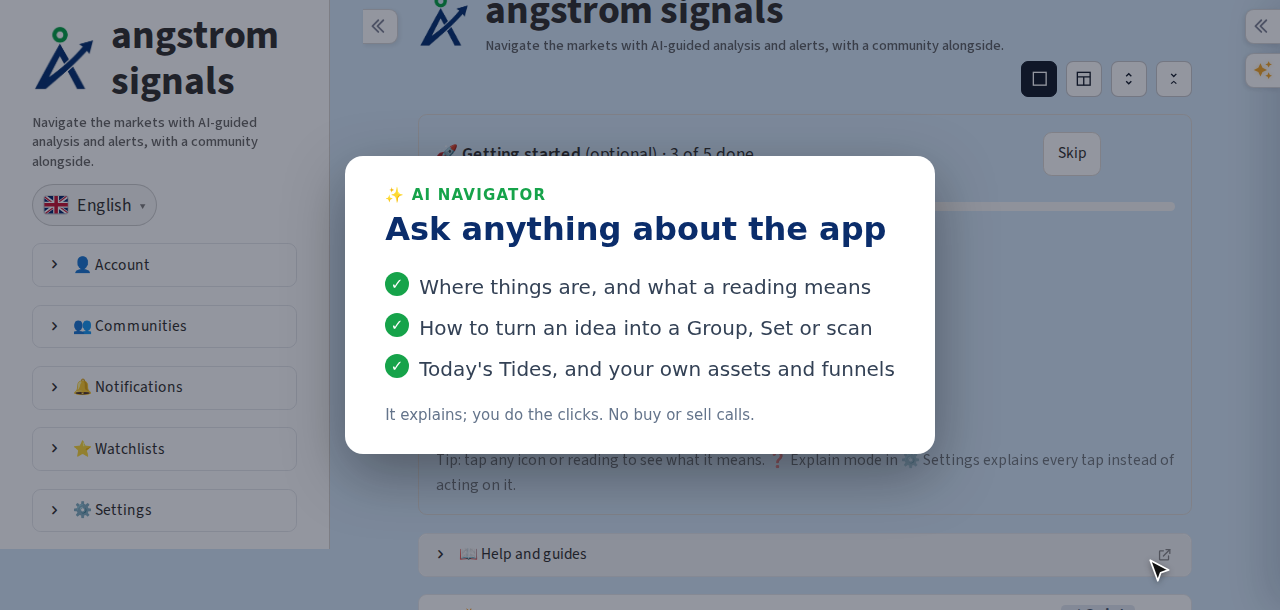 angstrom
signals
Navigate the markets with AI-guided
analysis and alerts, with a community
alongside.
English
Account
Communities
Notifications
Watchlists
Settings
angstrom signals
Navigate the markets with AI-guided analysis and alerts, with a community alongside.
Getting started (optional) · 3 of 5 done
Skip
AI NAVIGATOR
Ask anything about the app
Where things are, and what a reading means
How to turn an idea into a Group, Set or scan
Today's Tides, and your own assets and funnels
It explains; you do the clicks. No buy or sell calls.
Tip: tap any icon or reading to see what it means. ❓ Explain mode in ⚙️ Settings explains every tap instead of
acting on it.
Help and guides